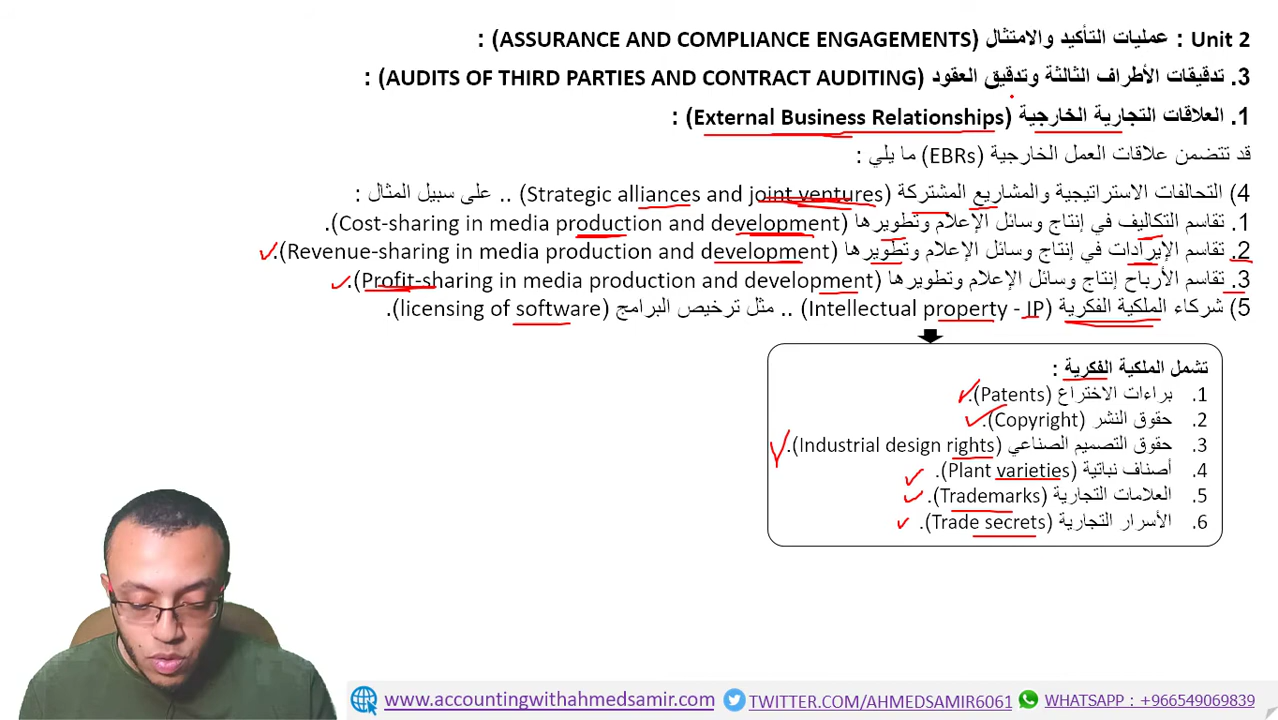 Unit 2 : عمليات التأكيد والامتثال (ASSURANCE AND COMPLIANCE ENGAGEMENTS) :
3. تدقيقات الأطراف الثالثة وتدقيق العقود (AUDITS OF THIRD PARTIES AND CONTRACT AUDITING) :
1. العلاقات التجارية الخارجية (External Business Relationships) :
قد تتضمن علاقات العمل الخارجية (EBRs) ما يلي :
4) التحالفات الاستراتيجية والمشاريع المشتركة (Strategic alliances and joint ventures) .. على سبيل المثال :
1. تقاسم التكاليف في إنتاج وسائل الإعلام وتطويرها (Cost-sharing in media production and development).
2. تقاسم الإيرادات في إنتاج وسائل الإعلام وتطويرها (Revenue-sharing in media production and development).
3. تقاسم الأرباح إنتاج وسائل الإعلام وتطويرها (Profit-sharing in media production and development).
5) شركاء الملكية الفكرية (Intellectual property - IP) .. مثل ترخيص البرامج (licensing of software).
تشمل الملكية الفكرية :
1. براءات الاختراع (Patents).
2. حقوق النشر (Copyright).
3. حقوق التصميم الصناعي (Industrial design rights).
4. أصناف نباتية (Plant varieties).
5. العلامات التجارية (Trademarks).
6. الأسرار التجارية (Trade secrets).
www.accountingwithahmedsamir.com TWITTER.COM/AHMEDSAMIR6061 WHATSAPP : +966549069839